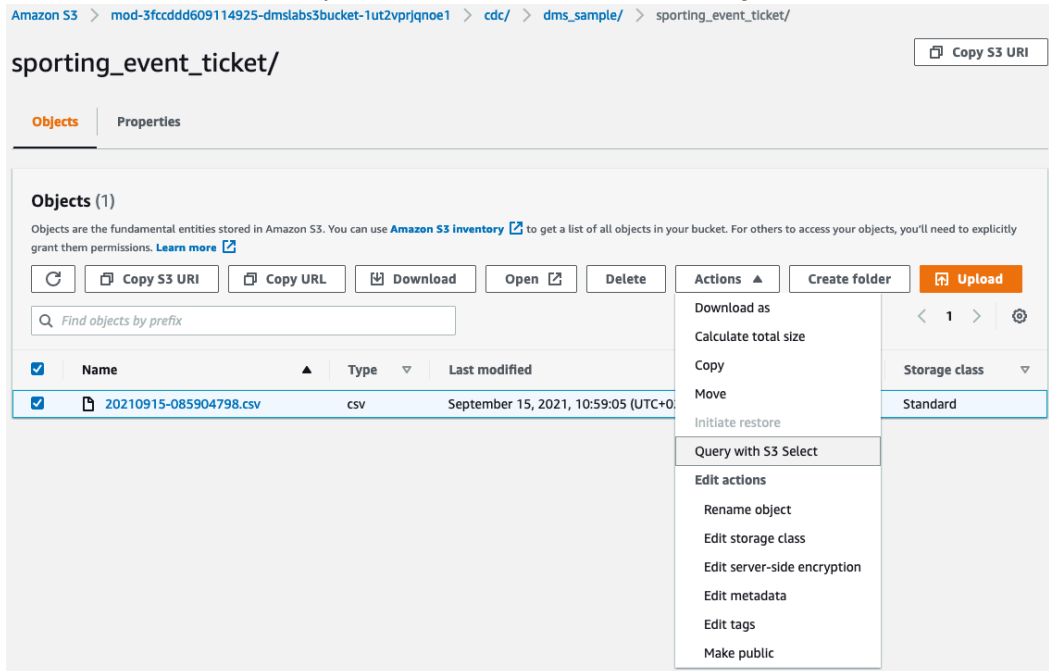 Amazon S3 > mod-3fccddd609114925-dmslabs3bucket-1ut2vprjqnoe1 > cdc/ > dms_sample/ > sporting_event_ticket/
sporting_event_ticket/
Copy S3 URI
Objects
Properties
Objects (1)
Objects are the fundamental entities stored in Amazon S3. You can use Amazon S3 inventory to get a list of all objects in your bucket. For others to access your objects, you'll need to explicitly
grant them permissions. Learn more
Copy S3 URI Copy URL Download Open Delete Actions Create folder Upload
Find objects by prefix
1
Name Type Last modified Storage class
20210915-085904798.csv csv September 15, 2021, 10:59:05 (UTC+0 Standard
Download as
Calculate total size
Copy
Move
Initiate restore
Query with S3 Select
Edit actions
Rename object
Edit storage class
Edit server-side encryption
Edit metadata
Edit tags
Make public